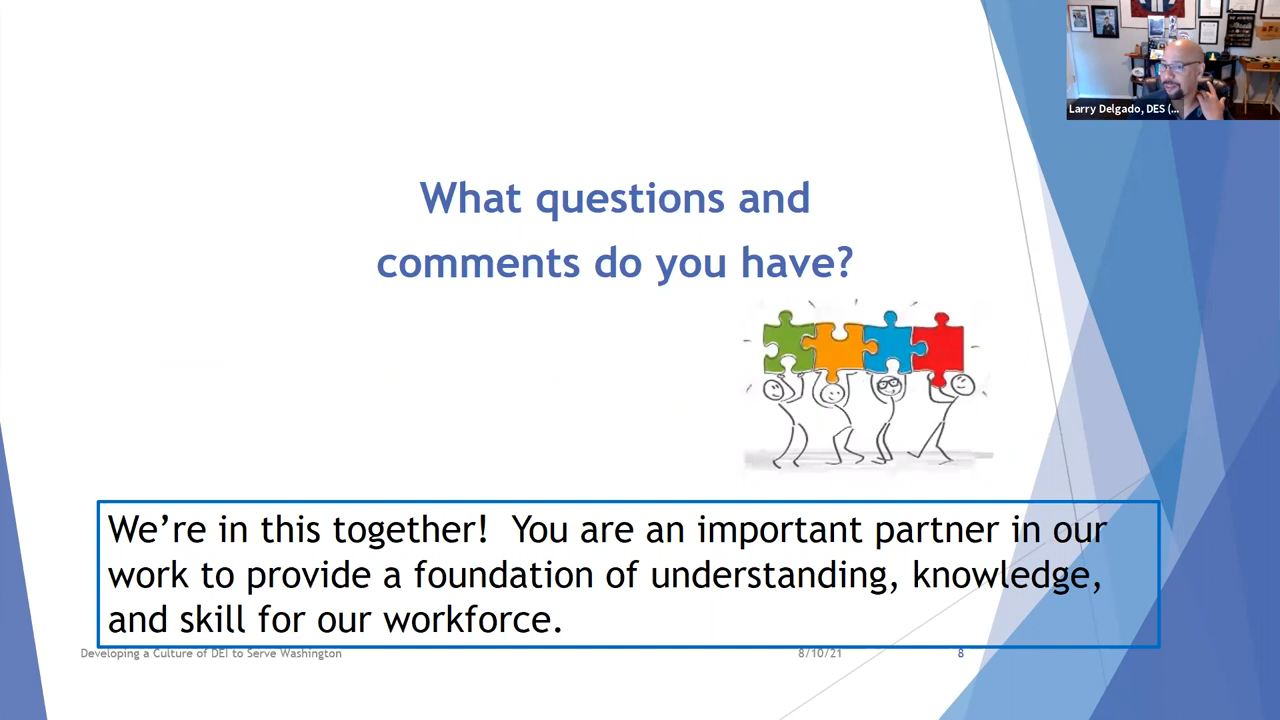 Larry Delgado, DES (...
What questions and
comments do you have?
We’re in this together!  You are an important partner in our
work to provide a foundation of understanding, knowledge,
and skill for our workforce.
Developing a Culture of DEI to Serve Washington
8/10/21
8